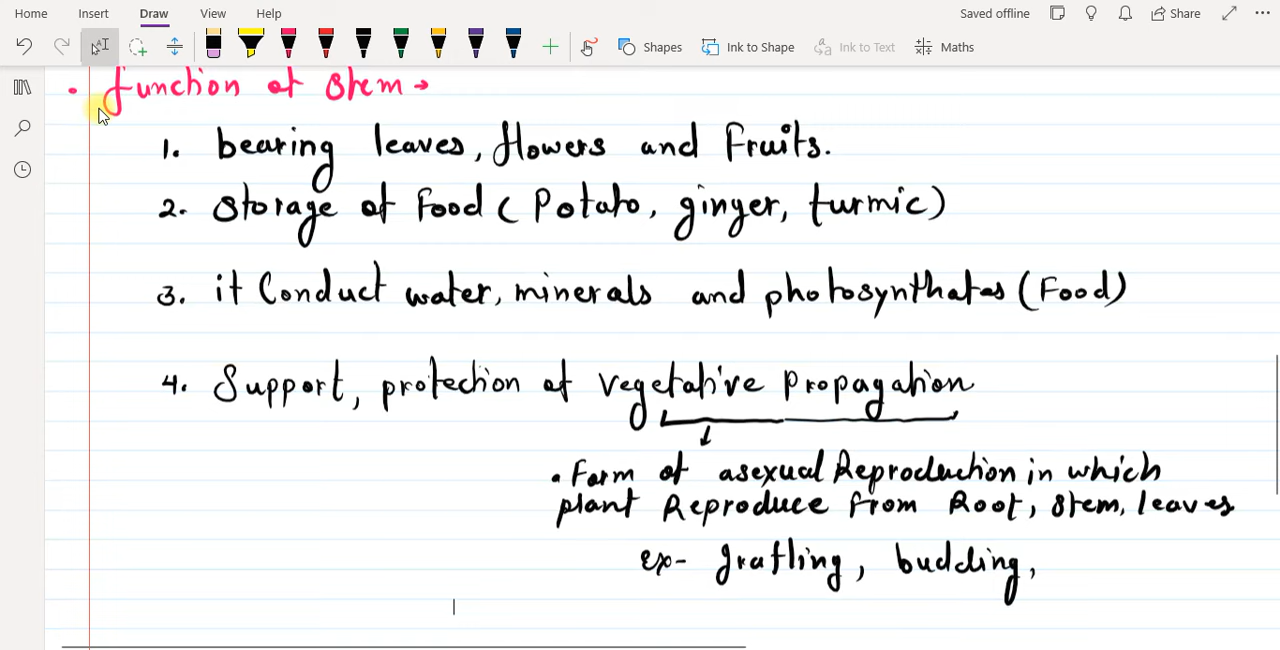 Home Insert Draw View Help Saved offline Share
Shapes Ink to Shape Ink to Text Maths
• function of Stem →
1. bearing leaves, flowers and Fruits.
2. Storage of Food ( Potato, ginger, turmic)
3. it Conduct water, minerals and photosynthates (Food)
4. Support, protection of vegetative propagation
• Form of asexual Reproduction in which
plant Reproduce from Root, Stem, leaves
ex- grafting, budding,